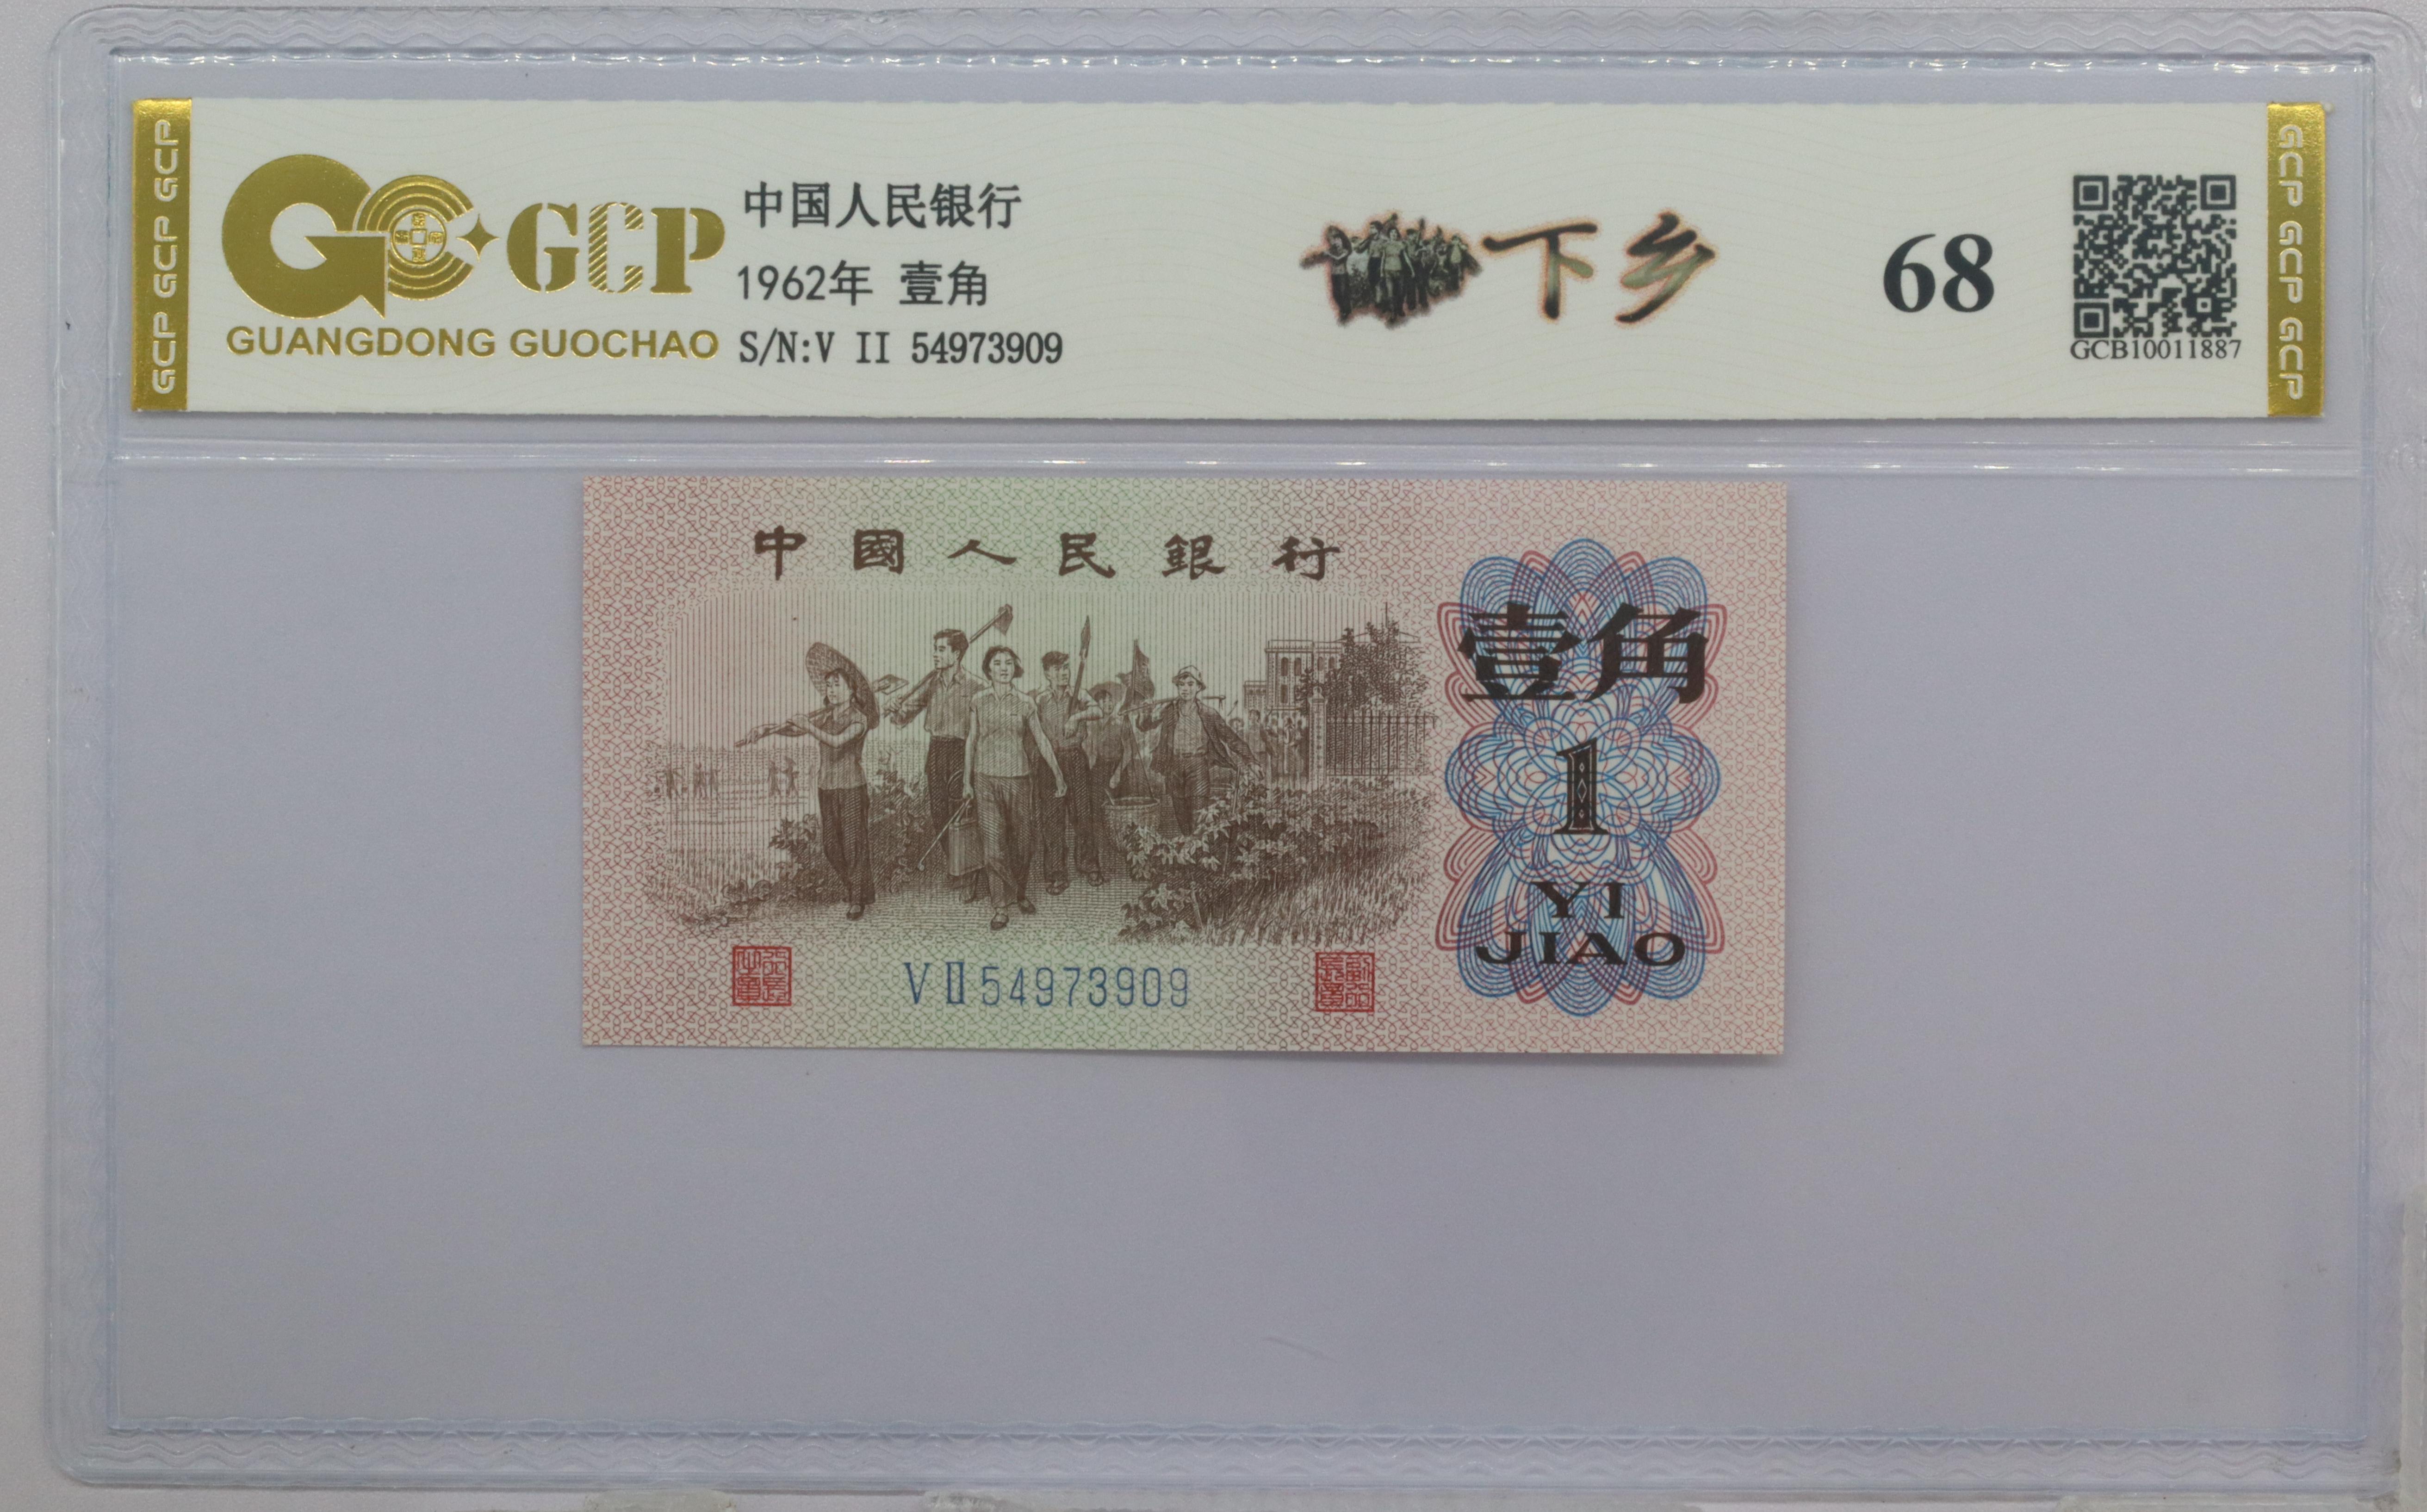 GCP GCP GCP
GCP
GUANGDONG GUOCHAO
中国人民银行
1962年 壹角
S/N:V II 54973909
下乡
68
GCB10011887
GCP GCP GCP
中國人民銀行
壹角
1
YI
JIAO
V II 54973909